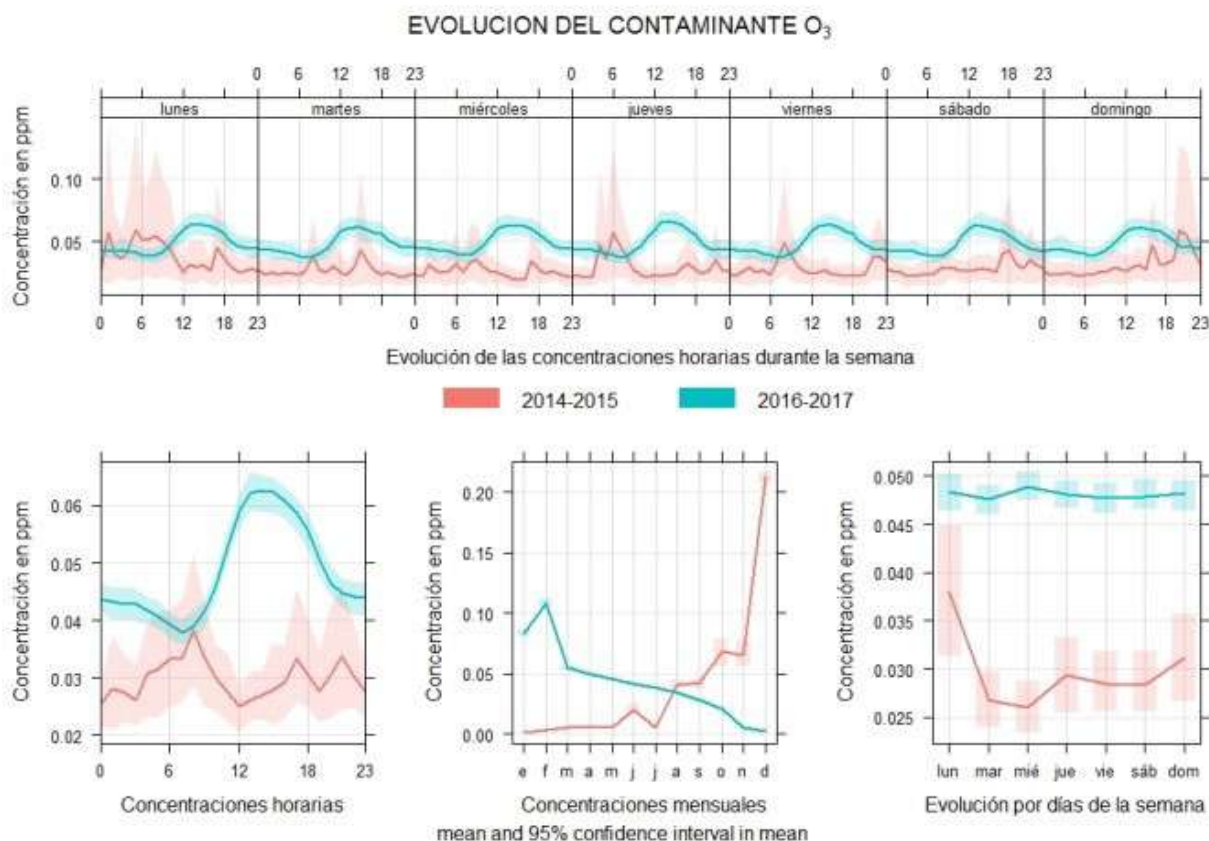 EVOLUCION DEL CONTAMINANTE O₃
0 6 12 18 23 0 6 12 18 23 0 6 12 18 23
lunes martes miércoles jueves viernes sábado domingo
Concentración en ppm
0.10
0.05
0 6 12 18 23 0 6 12 18 23 0 6 12 18 23 0 6 12 18 23
Evolución de las concentraciones horarias durante la semana
2014-2015 2016-2017
Concentración en ppm
0.06
0.05
0.04
0.03
0.02
0 6 12 18 23
Concentraciones horarias
Concentración en ppm
0.20
0.15
0.10
0.05
0.00
e f m a m j j a s o n d
Concentraciones mensuales
mean and 95% confidence interval in mean
Concentración en ppm
0.050
0.045
0.040
0.035
0.030
0.025
lun mar mié jue vie sáb dom
Evolución por días de la semana